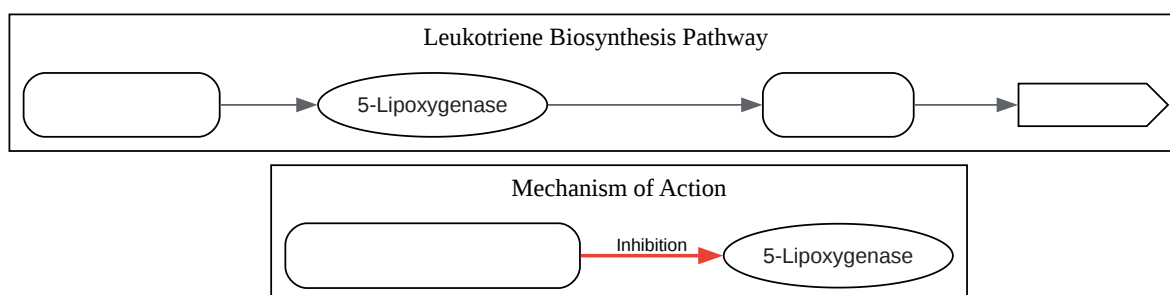 Leukotriene Biosynthesis Pathway
5-Lipoxygenase
Mechanism of Action
Inhibition
5-Lipoxygenase